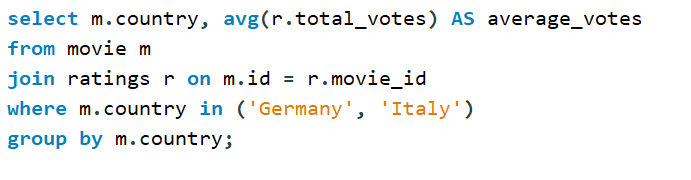 select m.country, avg(r.total_votes) AS average_votes
from movie m
join ratings r on m.id = r.movie_id
where m.country in ('Germany', 'Italy')
group by m.country;